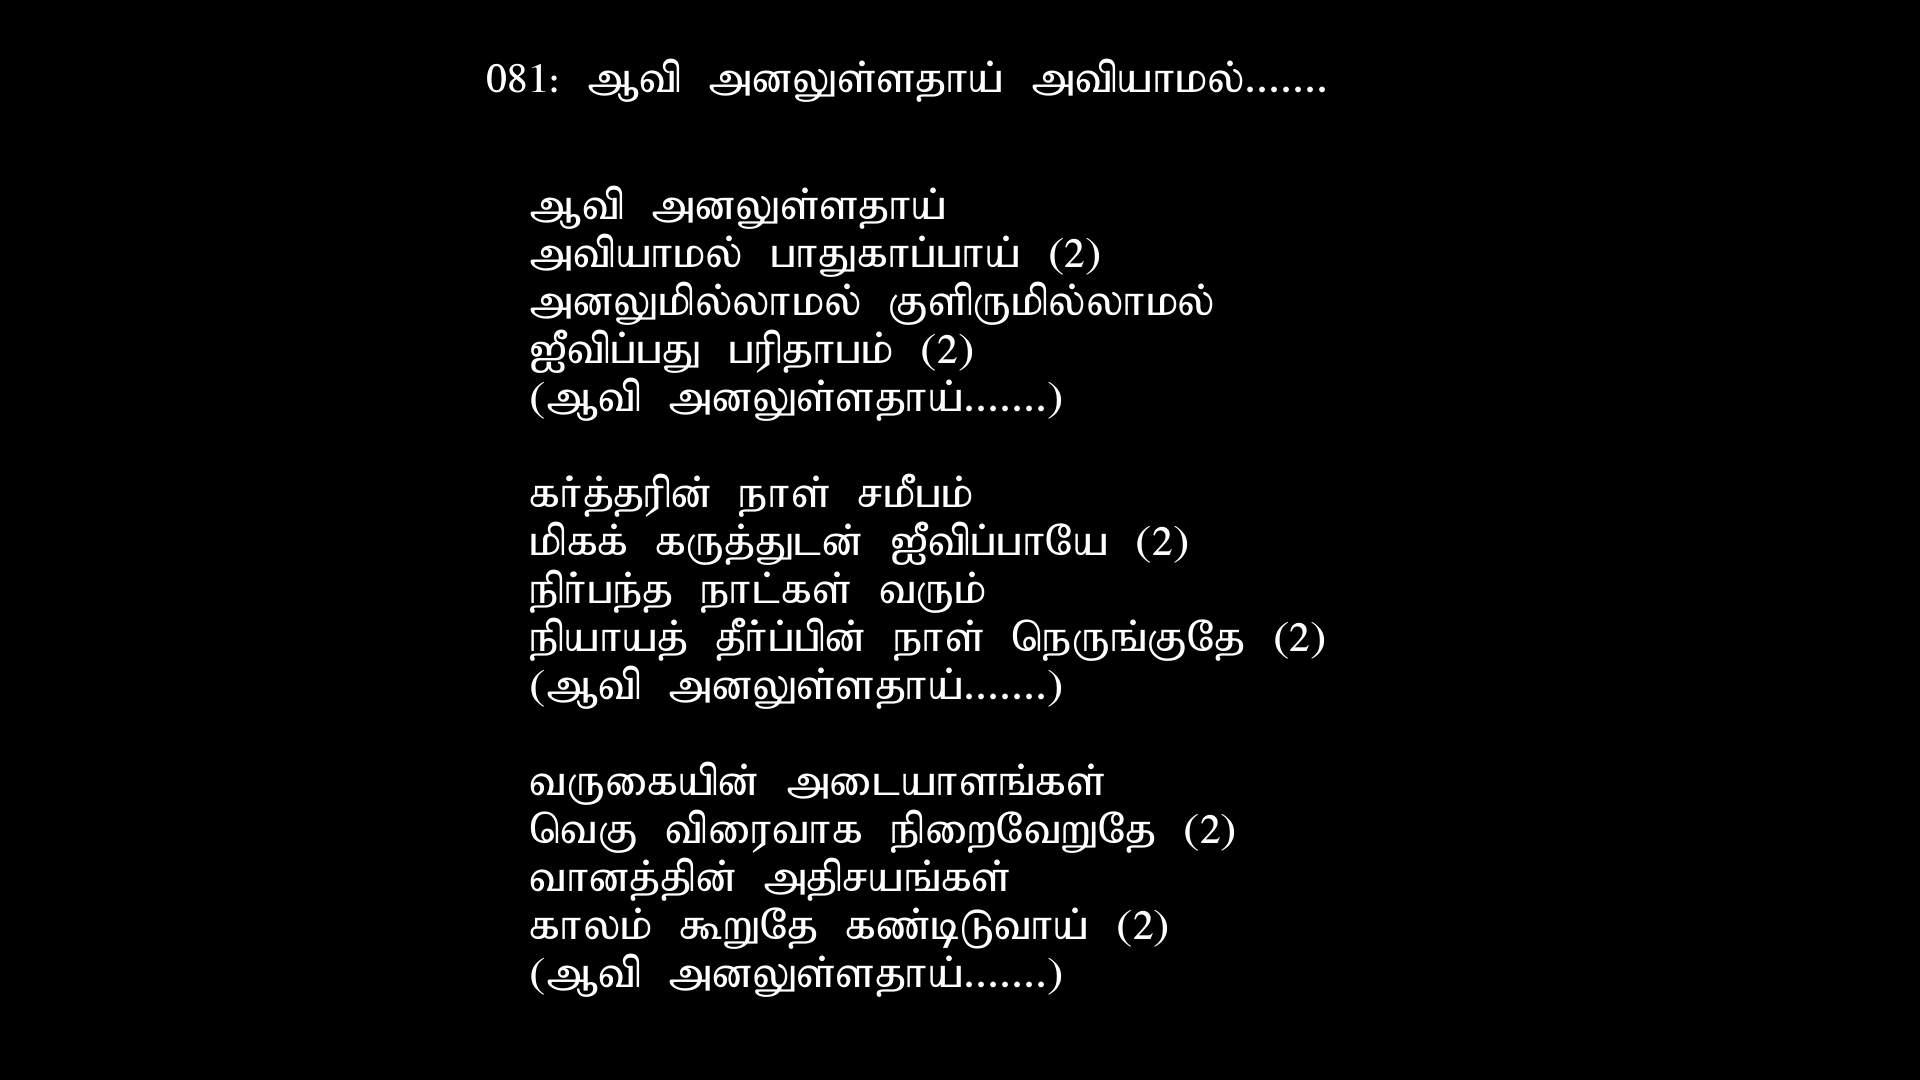 081: ஆவி அனலுள்ளதாய் அவியாமல்.......
ஆவி அனலுள்ளதாய்
அவியாமல் பாதுகாப்பாய் (2)
அனலுமில்லாமல் குளிருமில்லாமல்
ஜீவிப்பது பரிதாபம் (2)
(ஆவி அனலுள்ளதாய்.......)
கர்த்தரின் நாள் சமீபம்
மிகக் கருத்துடன் ஜீவிப்பாயே (2)
நிர்பந்த நாட்கள் வரும்
நியாயத் தீர்ப்பின் நாள் நெருங்குதே (2)
(ஆவி அனலுள்ளதாய்.......)
வருகையின் அடையாளங்கள்
வெகு விரைவாக நிறைவேறுதே (2)
வானத்தின் அதிசயங்கள்
காலம் கூறுதே கண்டிடுவாய் (2)
(ஆவி அனலுள்ளதாய்.......)